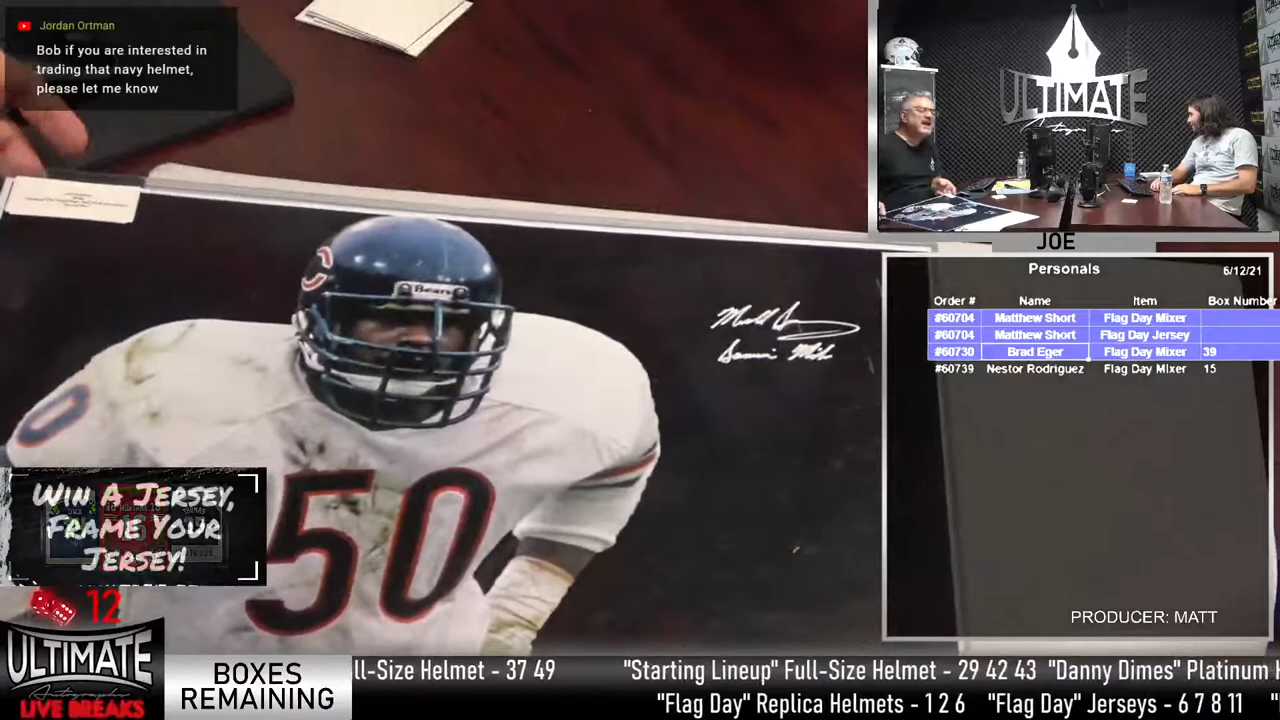 Jordan Ortman
Bob if you are interested in
trading that navy helmet,
please let me know
ULTIMATE
Autographs
JOE
Personals 6/12/21
Order # Name Item Box Number
#60704 Matthew Short Flag Day Mixer
#60704 Matthew Short Flag Day Jersey
#60730 Brad Eger Flag Day Mixer 39
#60739 Nestor Rodriguez Flag Day Mixer 15
PRODUCER: MATT
Bears
C
50
WIN A JERSEY,
FRAME YOUR
JERSEY!
12
ULTIMATE
Autographs
LIVE BREAKS
BOXES
REMAINING
ll-Size Helmet - 37 49 "Starting Lineup" Full-Size Helmet - 29 42 43 "Danny Dimes" Platinum
"Flag Day" Replica Helmets - 1 2 6 "Flag Day" Jerseys - 6 7 8 11